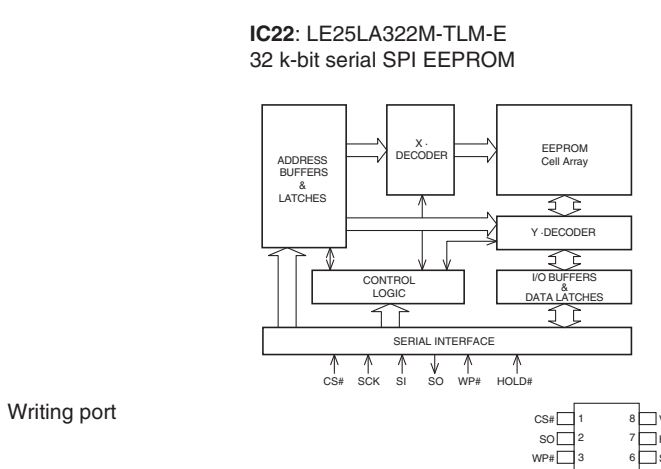 IC22: LE25LA322M-TLM-E
32 k-bit serial SPI EEPROM
ADDRESS
BUFFERS
&
LATCHES
X ·
DECODER
EEPROM
Cell Array
Y ·DECODER
CONTROL
LOGIC
I/O BUFFERS
&
DATA LATCHES
SERIAL INTERFACE
CS# SCK SI SO WP# HOLD#
Writing port
CS# 1 8
SO 2 7
WP# 3 6